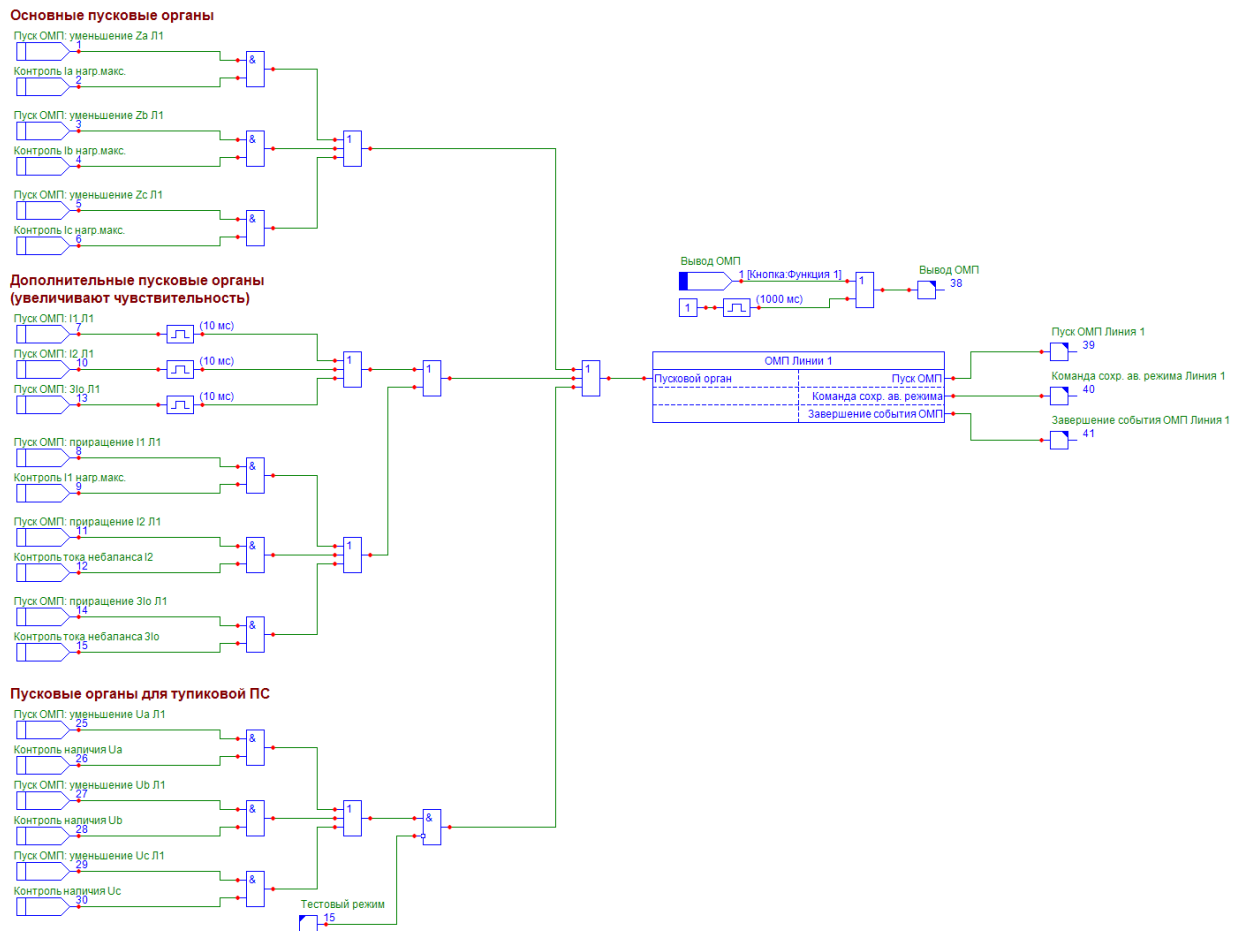 Основные пусковые органы
Пуск ОМП: уменьшение Za Л1
1
Контроль Ia нагр.макс.
2
&
Пуск ОМП: уменьшение Zb Л1
3
Контроль Ib нагр.макс.
4
&
1
Пуск ОМП: уменьшение Zc Л1
5
Контроль Ic нагр.макс.
6
&
Дополнительные пусковые органы
(увеличивают чувствительность)
Пуск ОМП: I1 Л1
7
(10 мс)
Пуск ОМП: I2 Л1
10
(10 мс)
Пуск ОМП: 3Io Л1
13
(10 мс)
1
1
1
Пуск ОМП: приращение I1 Л1
8
Контроль I1 нагр.макс.
9
&
Пуск ОМП: приращение I2 Л1
11
Контроль тока небаланса I2
12
&
1
Пуск ОМП: приращение 3Io Л1
14
Контроль тока небаланса 3Io
15
&
Вывод ОМП
1 [Кнопка:Функция 1]
1
(1000 мс)
1
Вывод ОМП
38
ОМП Линии 1
Пусковой орган
Пуск ОМП
Команда сохр. ав. режима
Завершение события ОМП
Пуск ОМП Линия 1
39
Команда сохр. ав. режима Линия 1
40
Завершение события ОМП Линия 1
41
Пусковые органы для тупиковой ПС
Пуск ОМП: уменьшение Ua Л1
25
Контроль наличия Ua
26
&
Пуск ОМП: уменьшение Ub Л1
27
Контроль наличия Ub
28
&
1
&
Пуск ОМП: уменьшение Uc Л1
29
Контроль наличия Uc
30
&
Тестовый режим
15